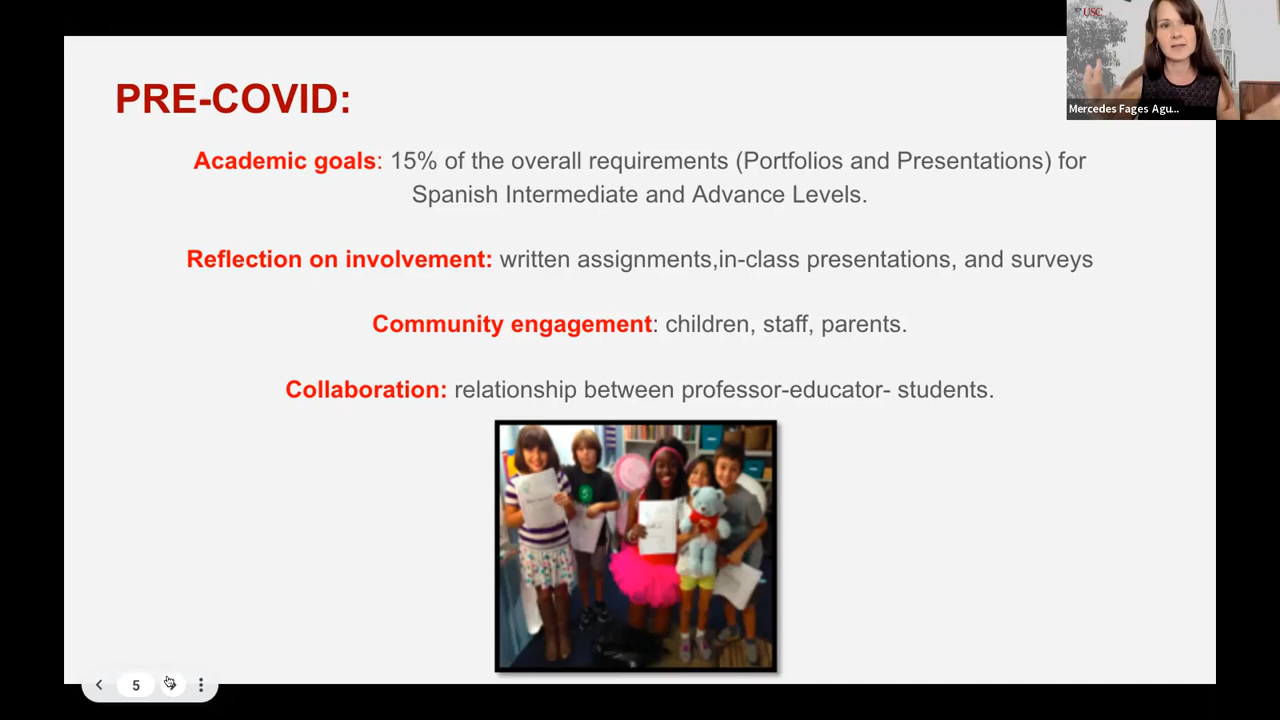 USC
PRE-COVID:
Mercedes Fages Agu...
Academic goals: 15% of the overall requirements (Portfolios and Presentations) for
Spanish Intermediate and Advance Levels.
Reflection on involvement: written assignments,in-class presentations, and surveys
Community engagement: children, staff, parents.
Collaboration: relationship between professor-educator- students.
5